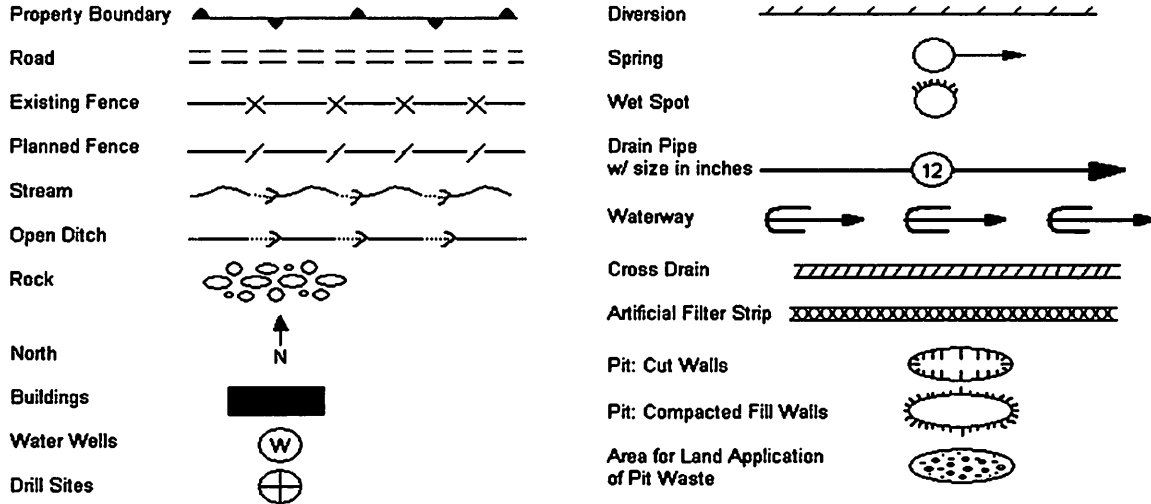 Property Boundary
Road
Existing Fence
Planned Fence
Stream
Open Ditch
Rock
N
North
Buildings
Water Wells W
Drill Sites
Diversion
Spring
Wet Spot
Drain Pipe
w/ size in inches 12
Waterway
Cross Drain
Artificial Filter Strip
Pit: Cut Walls
Pit: Compacted Fill Walls
Area for Land Application
of Pit Waste